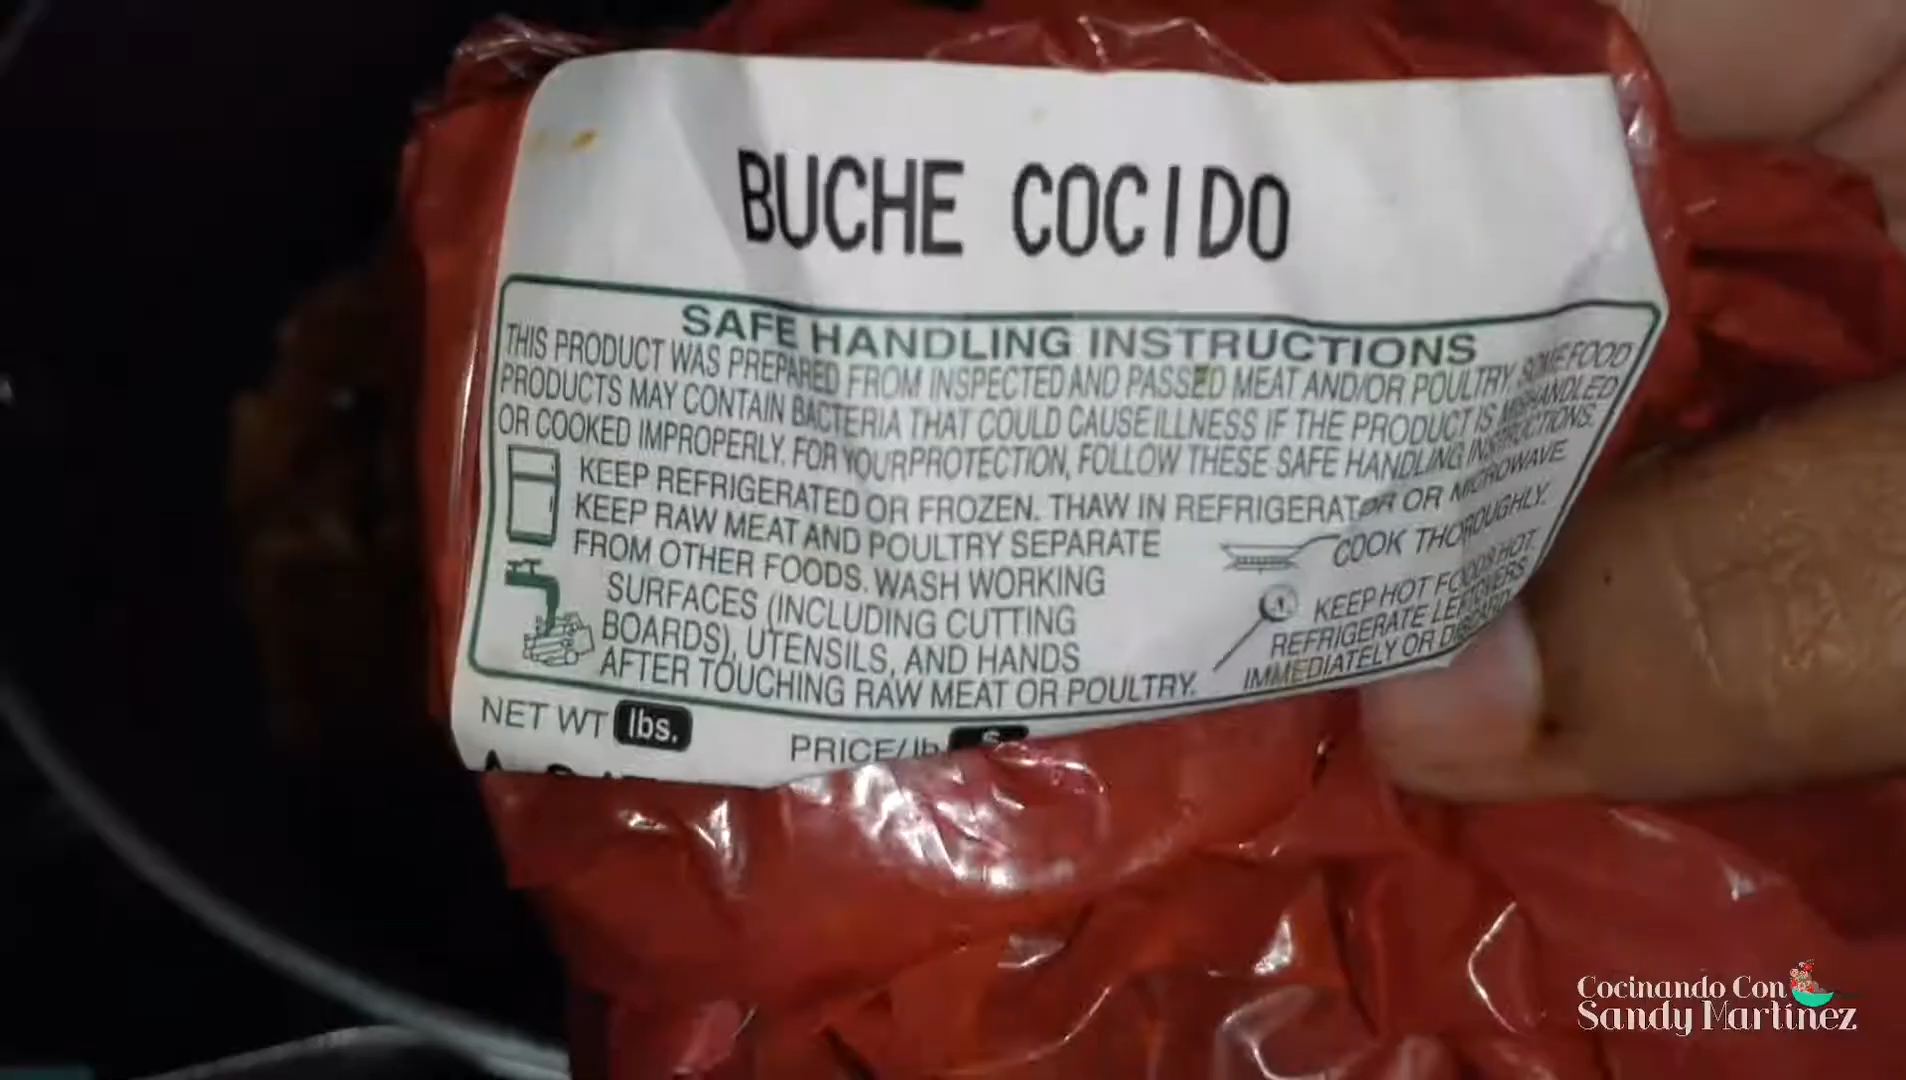 BUCHE COCIDO
SAFE HANDLING INSTRUCTIONS
THIS PRODUCT WAS PREPARED FROM INSPECTED AND PASSED MEAT AND/OR POULTRY. SOME FOOD
PRODUCTS MAY CONTAIN BACTERIA THAT COULD CAUSE ILLNESS IF THE PRODUCT IS MISHANDLED
OR COOKED IMPROPERLY. FOR YOUR PROTECTION, FOLLOW THESE SAFE HANDLING INSTRUCTIONS.
KEEP REFRIGERATED OR FROZEN. THAW IN REFRIGERATOR OR MICROWAVE.
KEEP RAW MEAT AND POULTRY SEPARATE
FROM OTHER FOODS. WASH WORKING
SURFACES (INCLUDING CUTTING
BOARDS), UTENSILS, AND HANDS
AFTER TOUCHING RAW MEAT OR POULTRY.
COOK THOROUGHLY.
KEEP HOT FOODS HOT.
REFRIGERATE LEFTOVERS
IMMEDIATELY OR DISCARD.
NET WT lbs.
PRICE/lb
Cocinando Con
Sandy Martinez